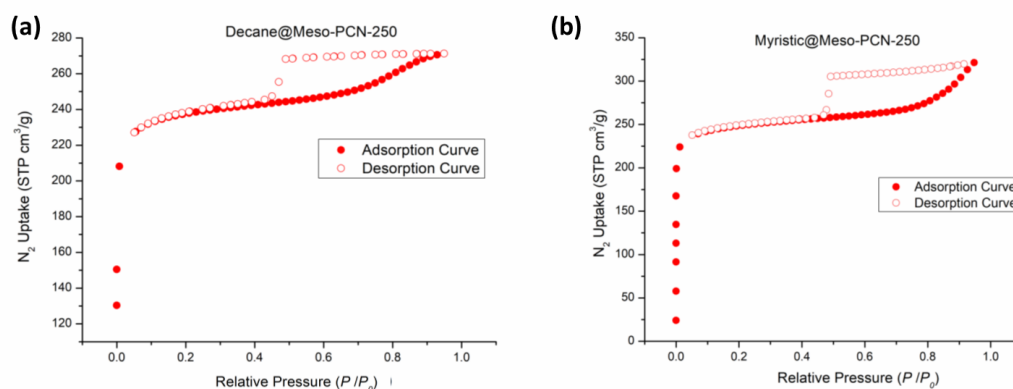 (a)
Decane@Meso-PCN-250
280
260
240
220
200
180
160
140
120
N₂ Uptake (STP cm³/g)
Adsorption Curve
Desorption Curve
0.0 0.2 0.4 0.6 0.8 1.0
Relative Pressure (P /P₀)
(b)
Myristic@Meso-PCN-250
350
300
250
200
150
100
50
0
N₂ Uptake (STP cm³/g)
Adsorption Curve
Desorption Curve
0.0 0.2 0.4 0.6 0.8 1.0
Relative Pressure (P /P₀)